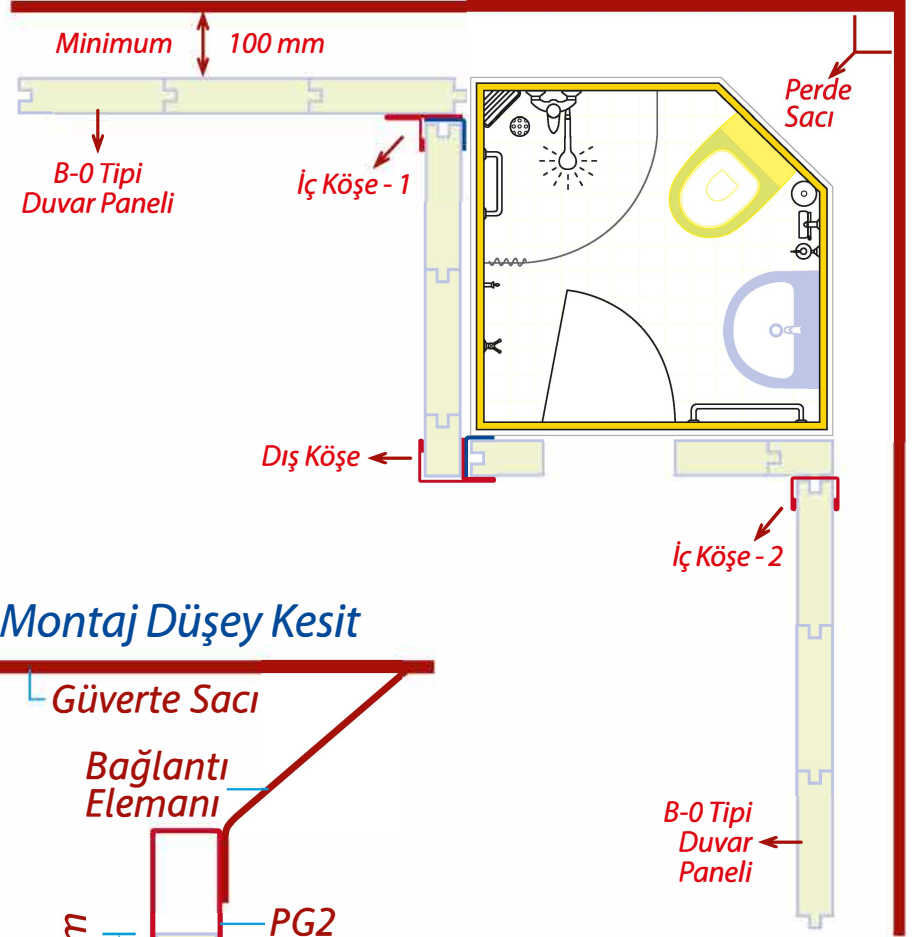 Minimum 100 mm
Perde
Sacı
B-0 Tipi
Duvar Paneli
İç Köşe - 1
Dış Köşe
İç Köşe - 2
Montaj Düşey Kesit
Güverte Sacı
Bağlantı
Elemanı
B-0 Tipi
Duvar
Paneli
PG2